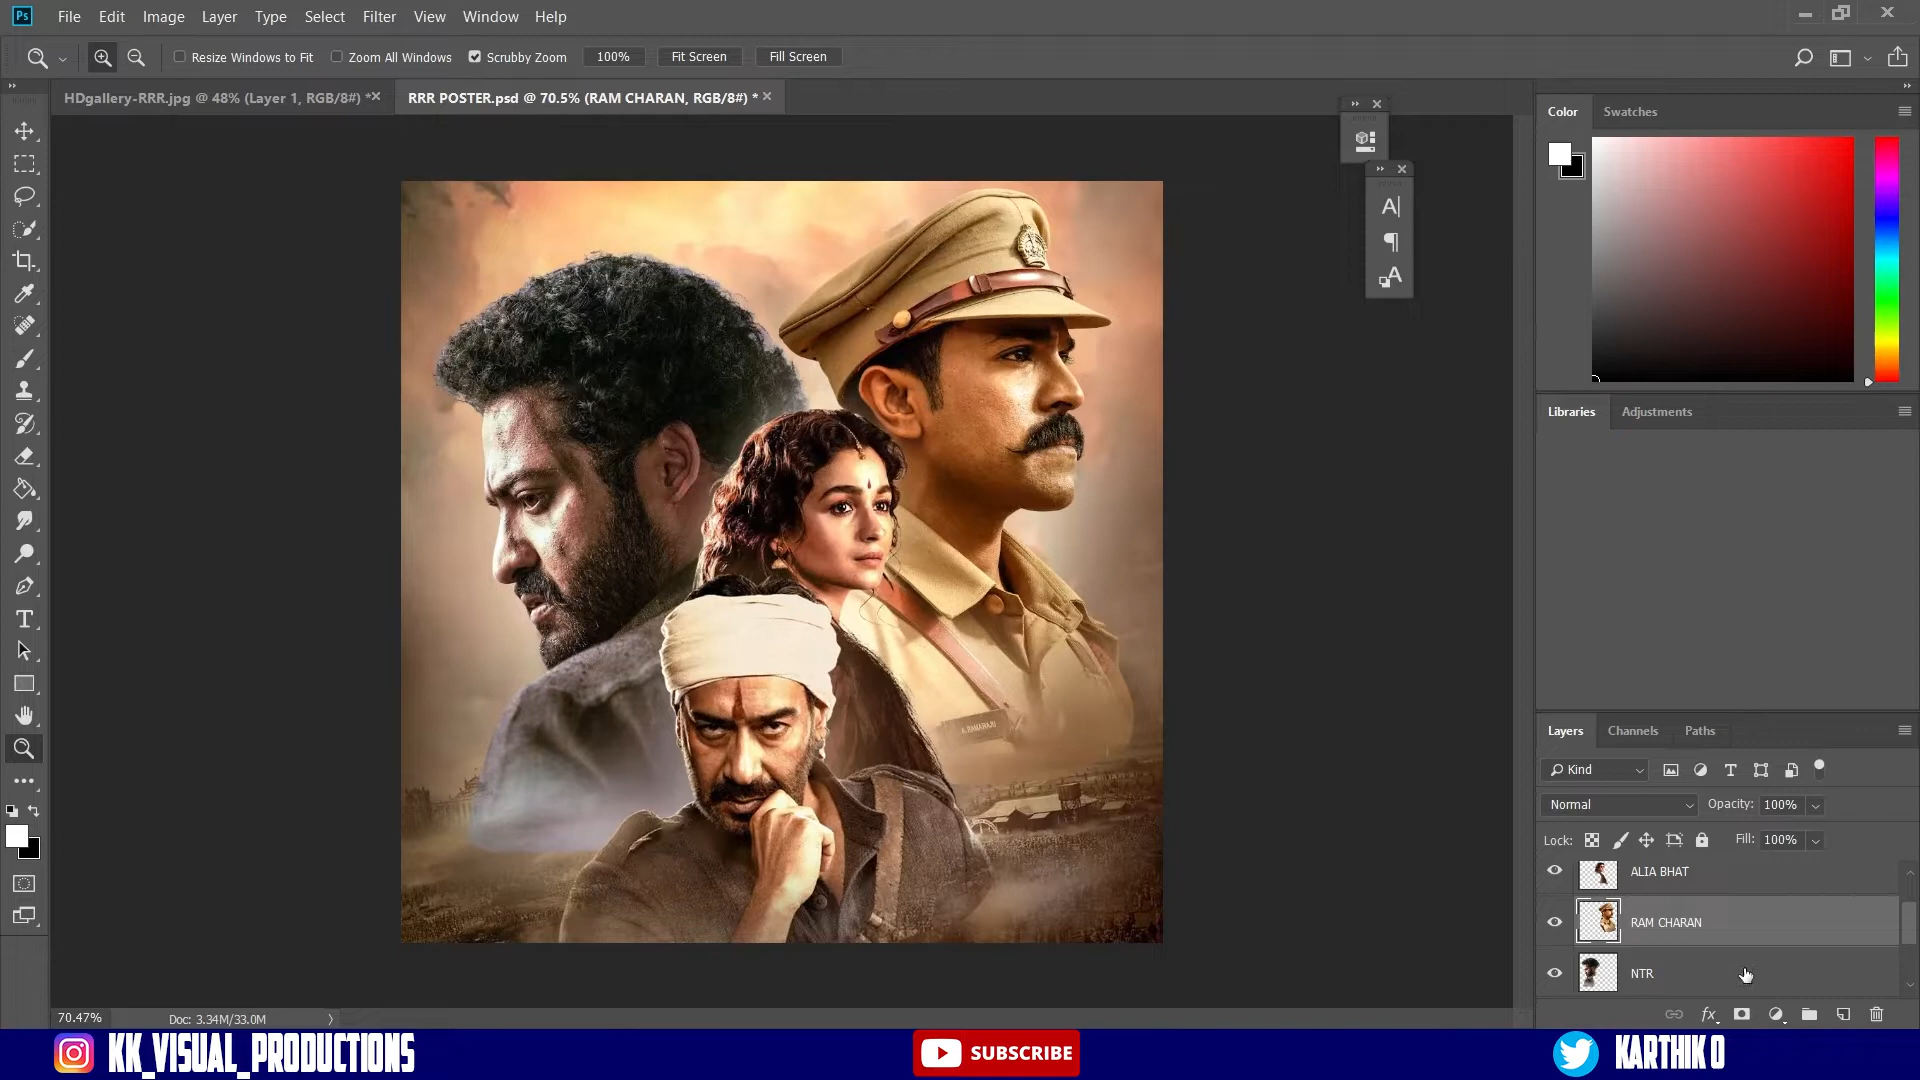 Ps File Edit Image Layer Type Select Filter View Window Help
Resize Windows to Fit Zoom All Windows Scrubby Zoom 100% Fit Screen Fill Screen
HDgallery-RRR.jpg @ 48% (Layer 1, RGB/8#) * RRR POSTER.psd @ 70.5% (RAM CHARAN, RGB/8#) *
Color Swatches
Libraries Adjustments
A.RAMARAJU
Layers Channels Paths
Kind
Normal Opacity: 100%
Lock: Fill: 100%
ALIA BHAT
RAM CHARAN
NTR
fx
70.47% Doc: 3.34M/33.0M
KK_VISUAL_PRODUCTIONS SUBSCRIBE KARTHIK O